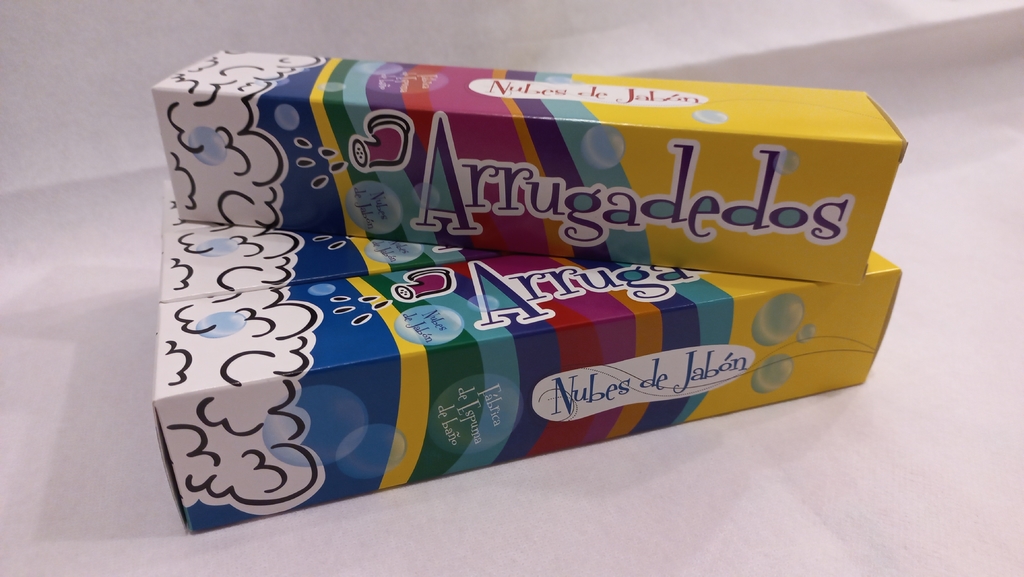 Nubes de Jabón
Nubes
de Jabón
Arrugadedos
Nubes
de Jabón
Arruga
Nubes de Jabón
Fábrica
de Espuma
de baño